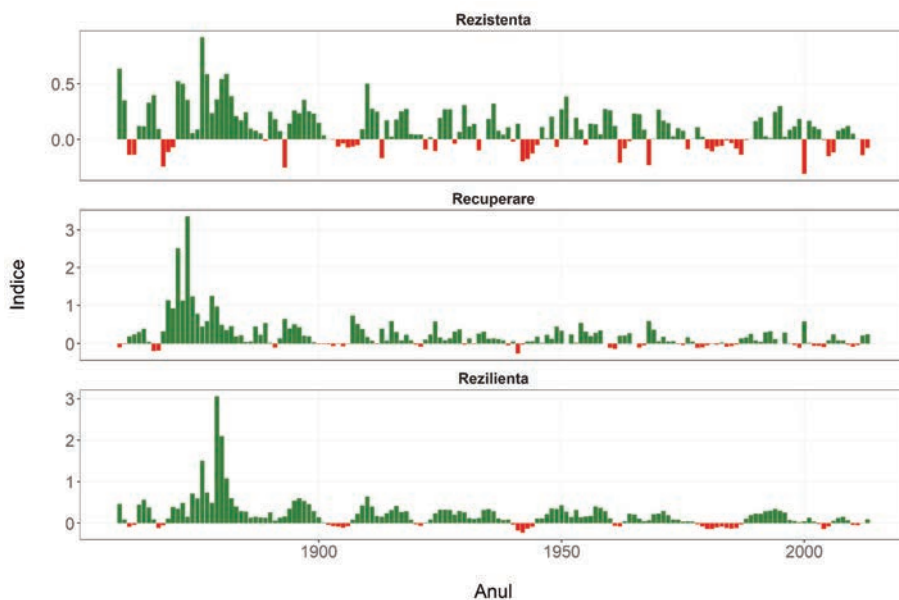 Rezistenta
0.5
0.0
Recuperare
3
2
1
0
Indice
Rezilienta
3
2
1
0
1900
1950
2000
Anul